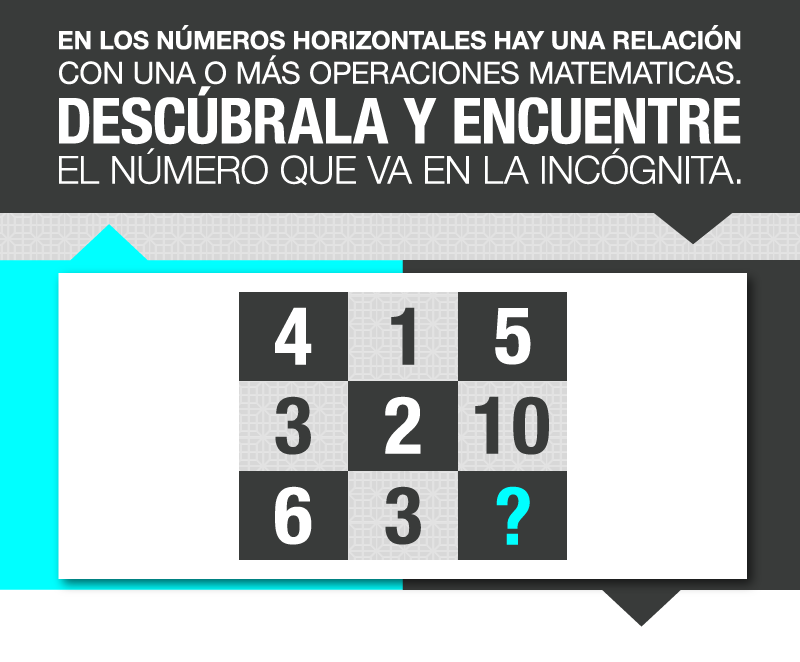 EN LOS NÚMEROS HORIZONTALES HAY UNA RELACIÓN
CON UNA O MÁS OPERACIONES MATEMATICAS.
DESCÚBRALA Y ENCUENTRE
EL NÚMERO QUE VA EN LA INCÓGNITA.
4 1 5
3 2 10
6 3 ?